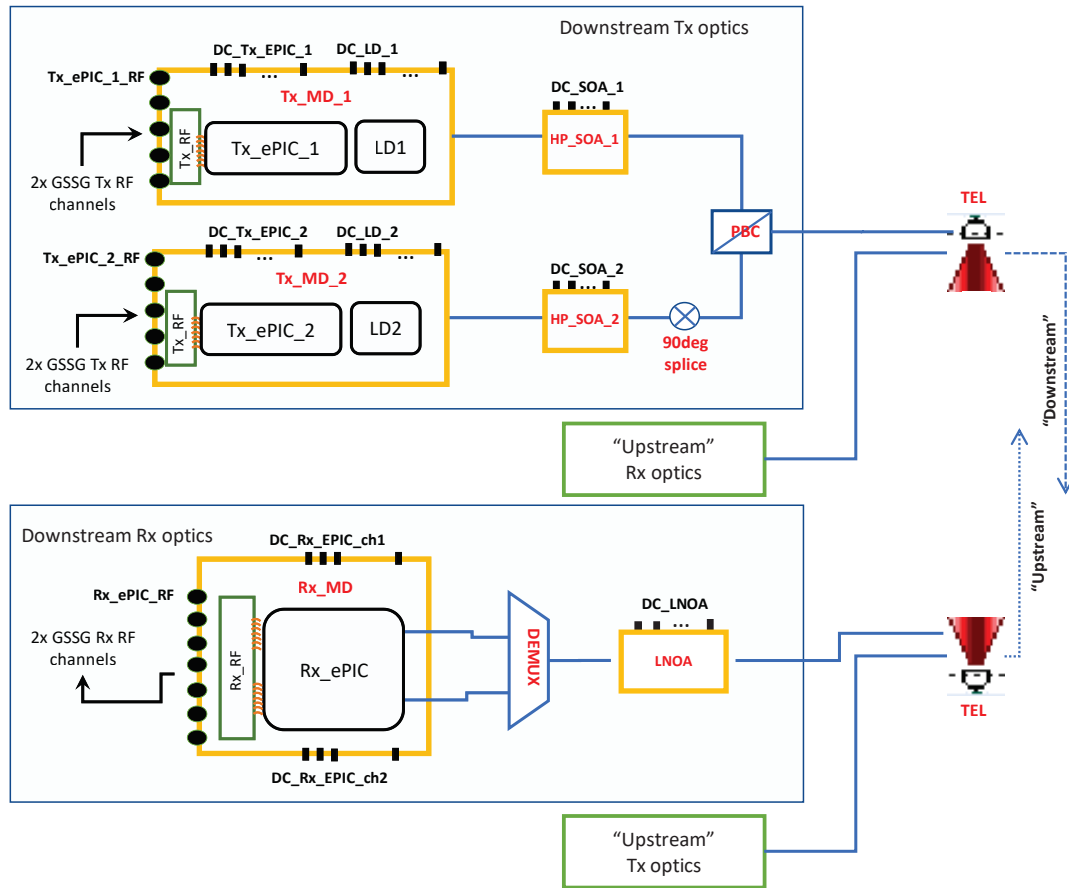 Downstream Tx optics
DC_Tx_EPIC_1
DC_LD_1
...
...
Tx_ePIC_1_RF
Tx_MD_1
Tx_RF
Tx_ePIC_1
LD1
2x GSSG Tx RF
channels
DC_SOA_1
...
HP_SOA_1
DC_Tx_EPIC_2
DC_LD_2
...
...
Tx_ePIC_2_RF
Tx_MD_2
Tx_RF
Tx_ePIC_2
LD2
2x GSSG Tx RF
channels
DC_SOA_2
...
HP_SOA_2
90deg
splice
PBC
TEL
“Upstream”
Rx optics
“Downstream”
“Upstream”
Downstream Rx optics
DC_Rx_EPIC_ch1
...
Rx_MD
Rx_ePIC_RF
2x GSSG Rx RF
channels
Rx_RF
Rx_ePIC
...
DC_Rx_EPIC_ch2
DEMUX
DC_LNOA
...
LNOA
TEL
“Upstream”
Tx optics